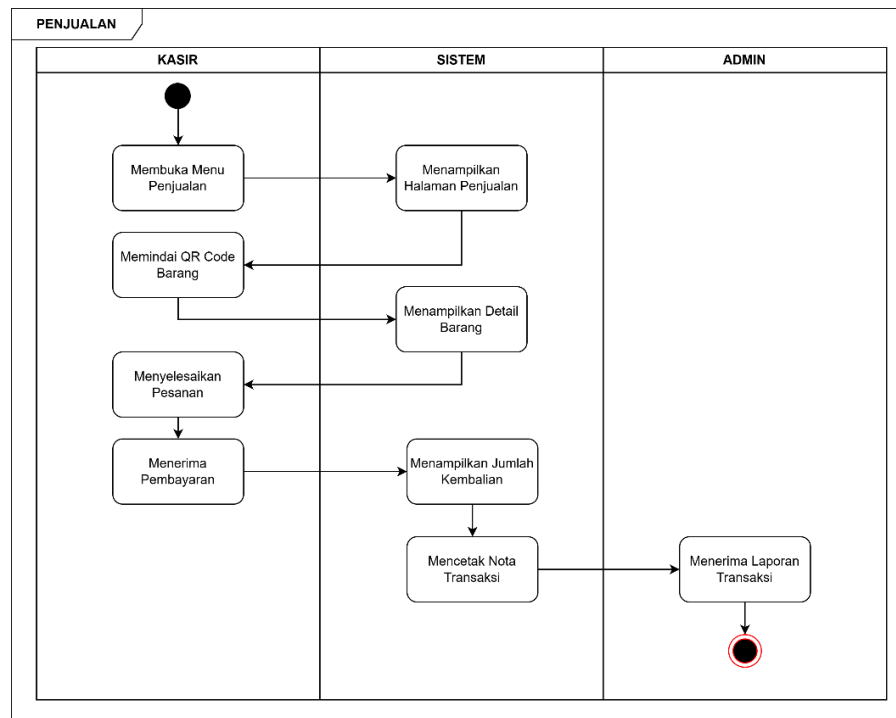 PENJUALAN
KASIR
SISTEM
ADMIN
Membuka Menu
Penjualan
Menampilkan
Halaman Penjualan
Memindai QR Code
Barang
Menampilkan Detail
Barang
Menyelesaikan
Pesanan
Menerima
Pembayaran
Menampilkan Jumlah
Kembalian
Mencetak Nota
Transaksi
Menerima Laporan
Transaksi